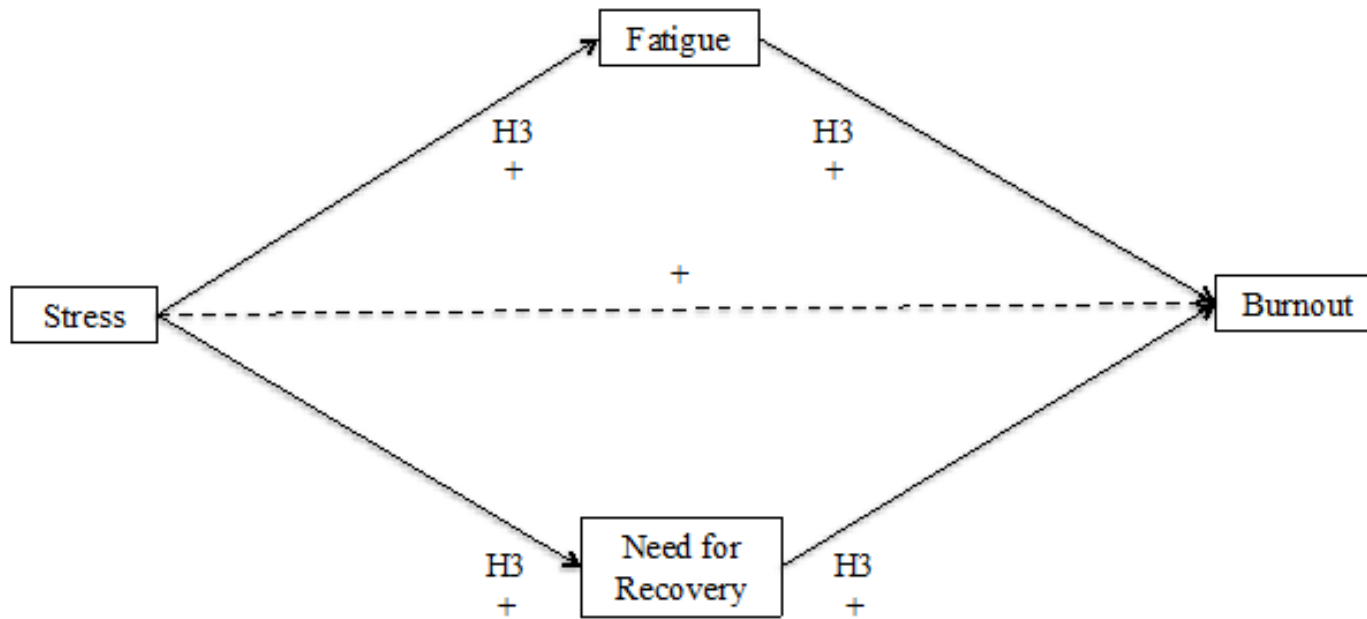 Fatigue
H3
+
H3
+
+
Stress
Burnout
Need for
Recovery
H3
+
H3
+